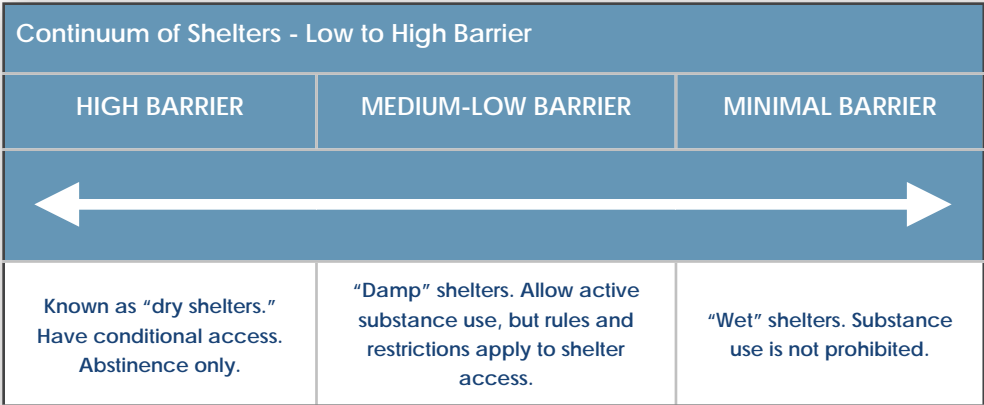 Continuum of Shelters - Low to High Barrier
HIGH BARRIER
MEDIUM-LOW BARRIER
MINIMAL BARRIER
Known as “dry shelters.”
Have conditional access.
Abstinence only.
“Damp” shelters. Allow active
substance use, but rules and
restrictions apply to shelter
access.
“Wet” shelters. Substance
use is not prohibited.